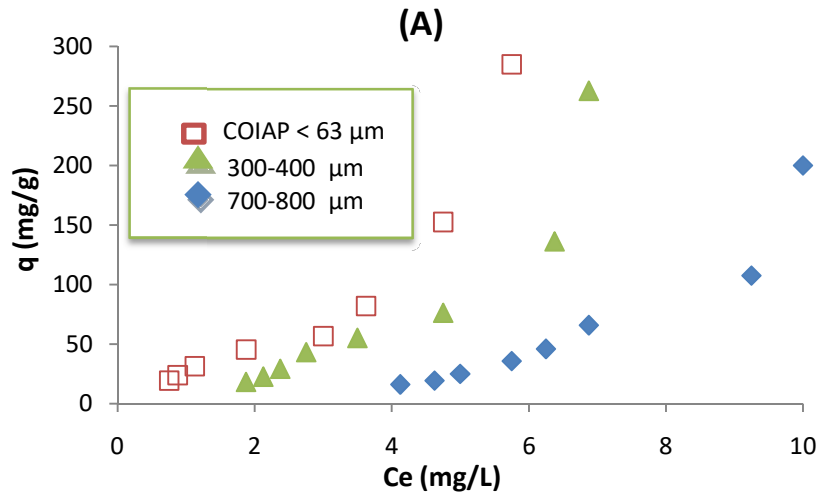 (A)
300
250
200
150
100
50
0
q (mg/g)
COIAP < 63 µm
300-400 µm
700-800 µm
0 2 4 6 8 10
Ce (mg/L)